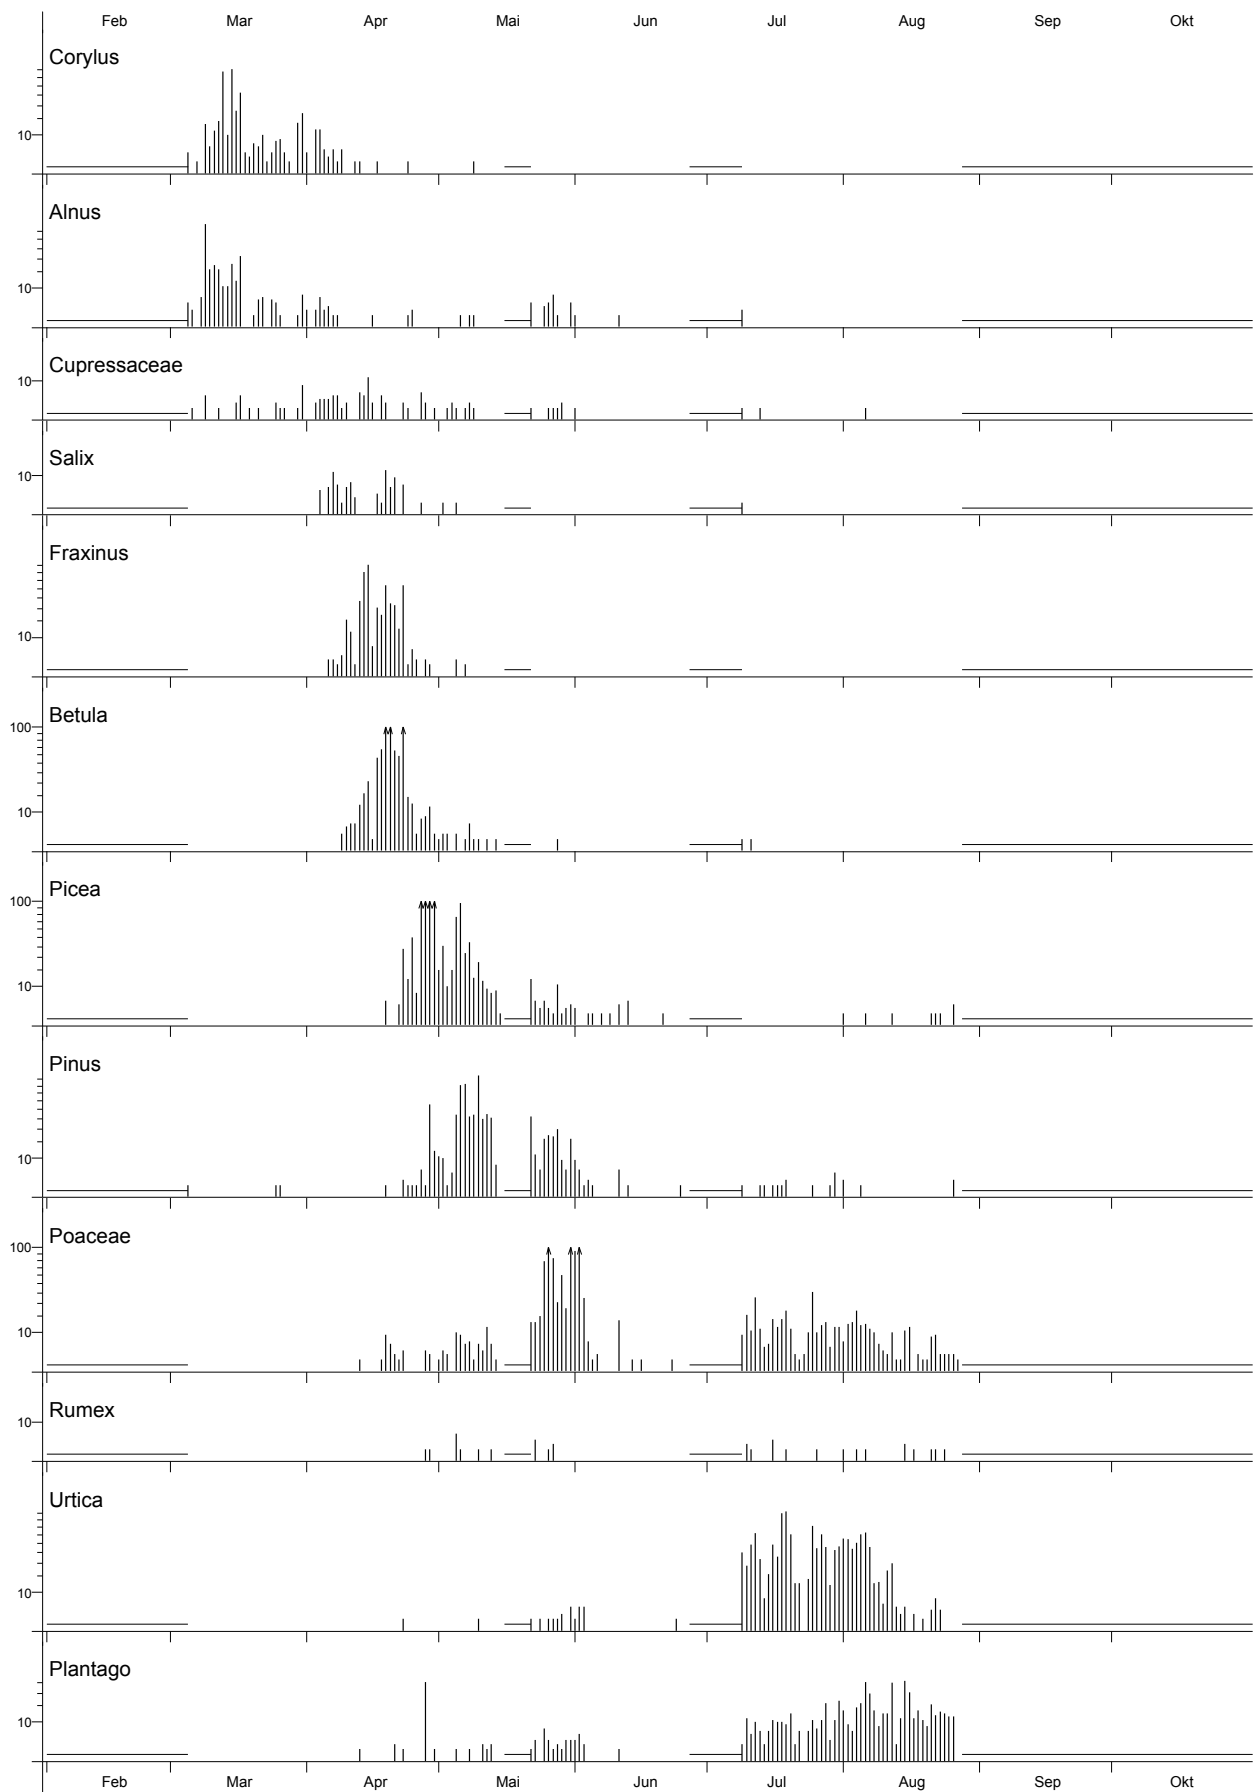 Feb Mar Apr Mai Jun Jul Aug Sep Okt
Corylus
10
Alnus
10
Cupressaceae
10
Salix
10
Fraxinus
10
Betula
100
10
Picea
100
10
Pinus
10
Poaceae
100
10
Rumex
10
Urtica
10
Plantago
10
Feb Mar Apr Mai Jun Jul Aug Sep Okt